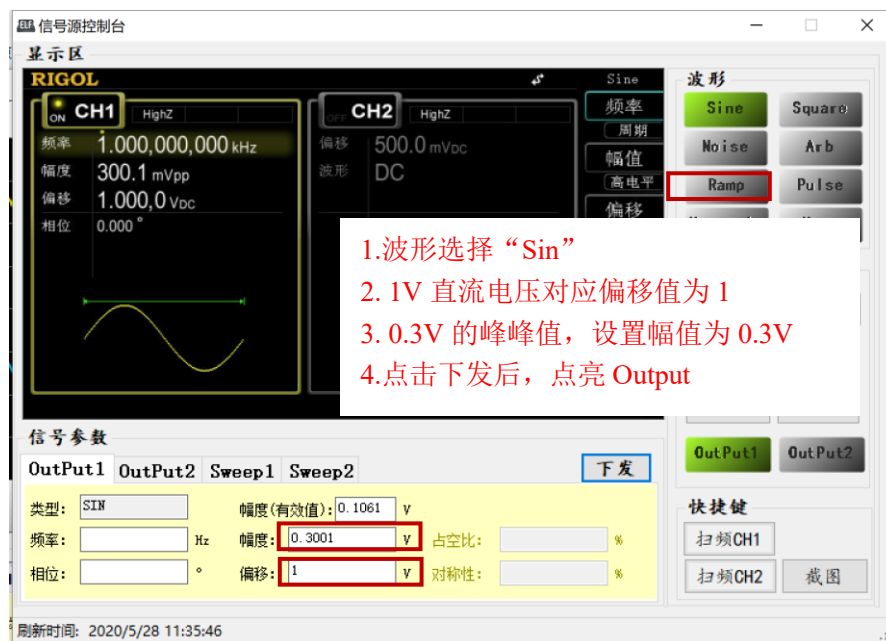 信号源控制台
显示区
RIGOL
Sine
ON CH1 HighZ
OFF CH2 HighZ
频率
周期
频率 1.000,000,000 kHz
偏移 500.0 mVDC
幅值
幅度 300.1 mVpp
波形 DC
高电平
偏移 1.000,0 VDC
偏移
相位 0.000°
波形
Sine Square
Noise Arb
Ramp Pulse
1.波形选择“Sin”
2. 1V 直流电压对应偏移值为 1
3. 0.3V 的峰峰值，设置幅值为 0.3V
4.点击下发后，点亮 Output
信号参数
OutPut1 OutPut2 Sweep1 Sweep2
下发
OutPut1 OutPut2
类型: SIN 幅度(有效值): 0.1061 V
频率: Hz 幅度: 0.3001 V 占空比: %
相位: ° 偏移: 1 V 对称性: %
快捷键
扫频CH1
扫频CH2 截图
刷新时间: 2020/5/28 11:35:46